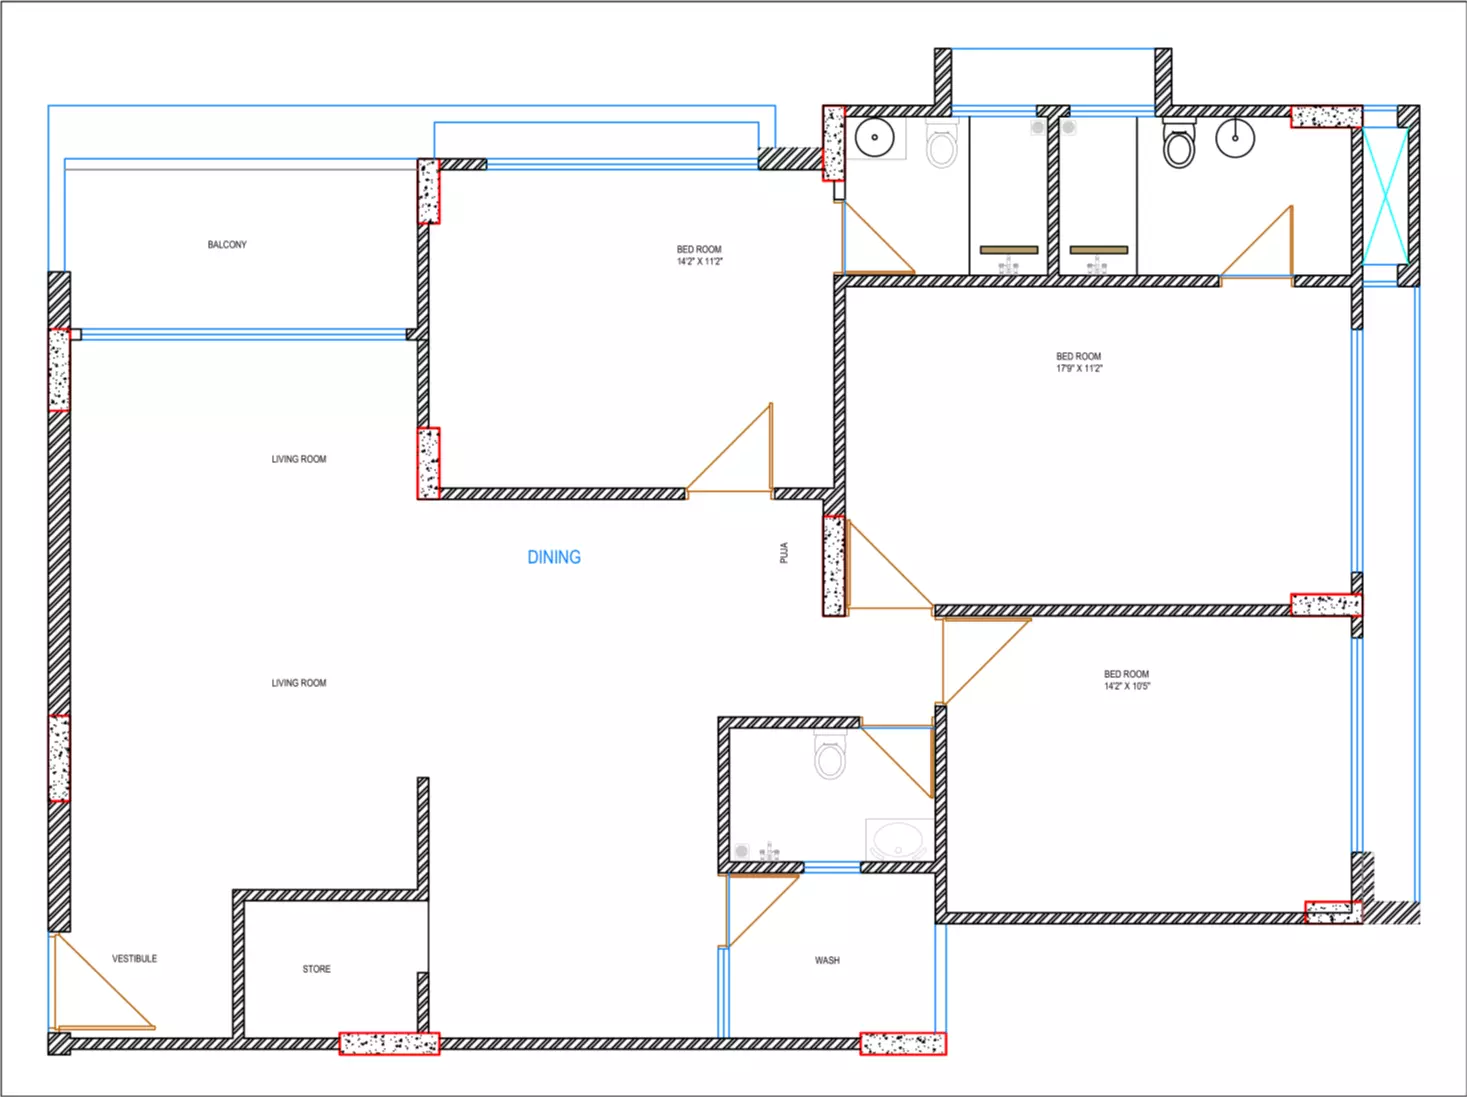 BALCONY
BED ROOM
14'2" X 11'2"
BED ROOM
17'9" X 11'2"
LIVING ROOM
DINING
PUJA
LIVING ROOM
BED ROOM
14'2" X 10'5"
VESTIBULE
STORE
WASH